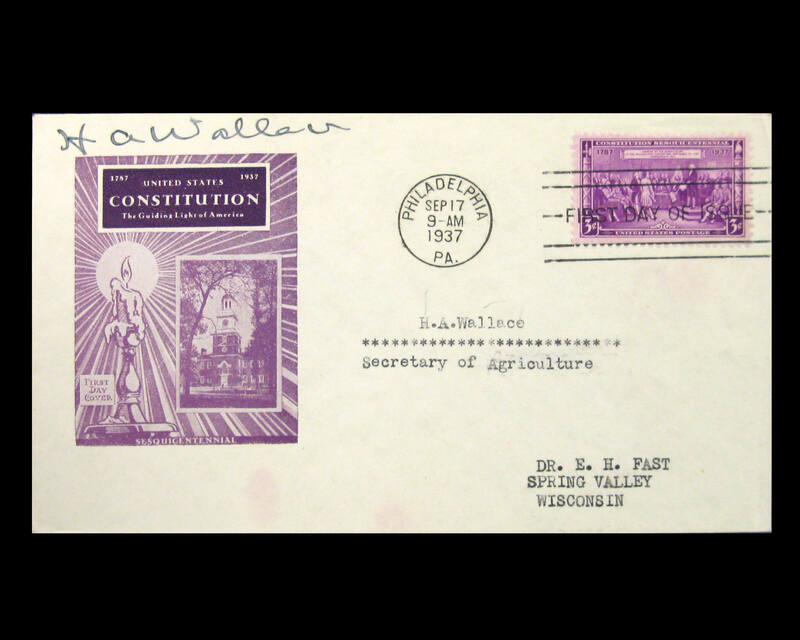 H A Wallace
1787 1937
UNITED STATES
CONSTITUTION
The Guiding Light of America
FIRST
DAY
COVER
SESQUICENTENNIAL
PHILADELPHIA
SEP 17
9-AM
1937
PA.
CONSTITUTION SESQUICENTENNIAL
1787 1937
FIRST DAY OF ISSUE
3¢ 3¢
UNITED STATES POSTAGE
H.A.Wallace
************* *************
Secretary of Agriculture
DR. E. H. FAST
SPRING VALLEY
WISCONSIN